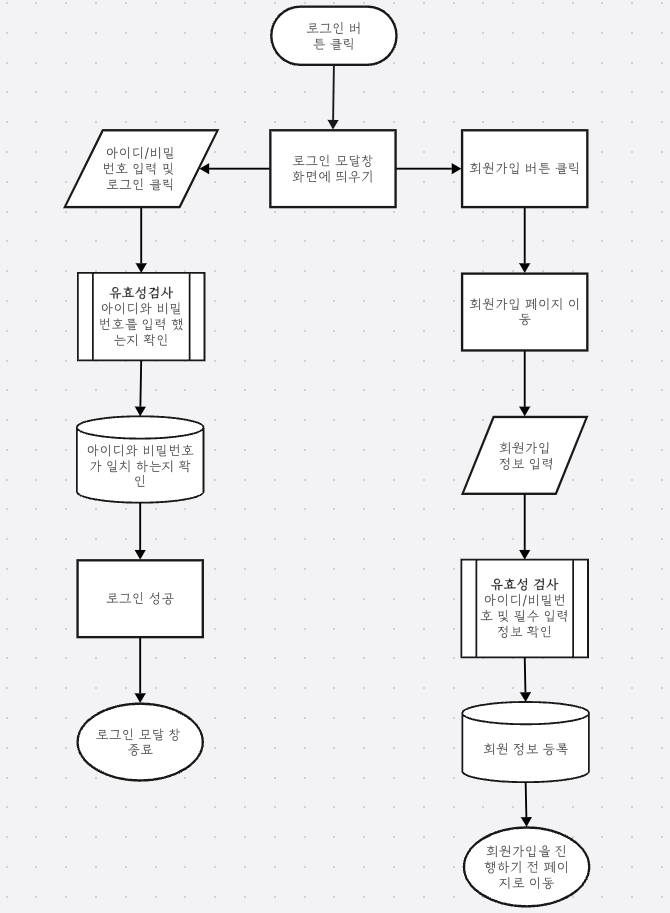 로그인 버
튼 클릭
아이디/비밀
번호 입력 및
로그인 클릭
로그인 모달창
화면에 띄우기
회원가입 버튼 클릭
유효성검사
아이디와 비밀
번호를 입력 했
는지 확인
회원가입 페이지 이
동
아이디와 비밀번호
가 일치 하는지 확
인
회원가입
정보 입력
로그인 성공
유효성 검사
아이디/비밀번
호 및 필수 입력
정보 확인
로그인 모달 창
종료
회원 정보 등록
회원가입을 진
행하기 전 페이
지로 이동